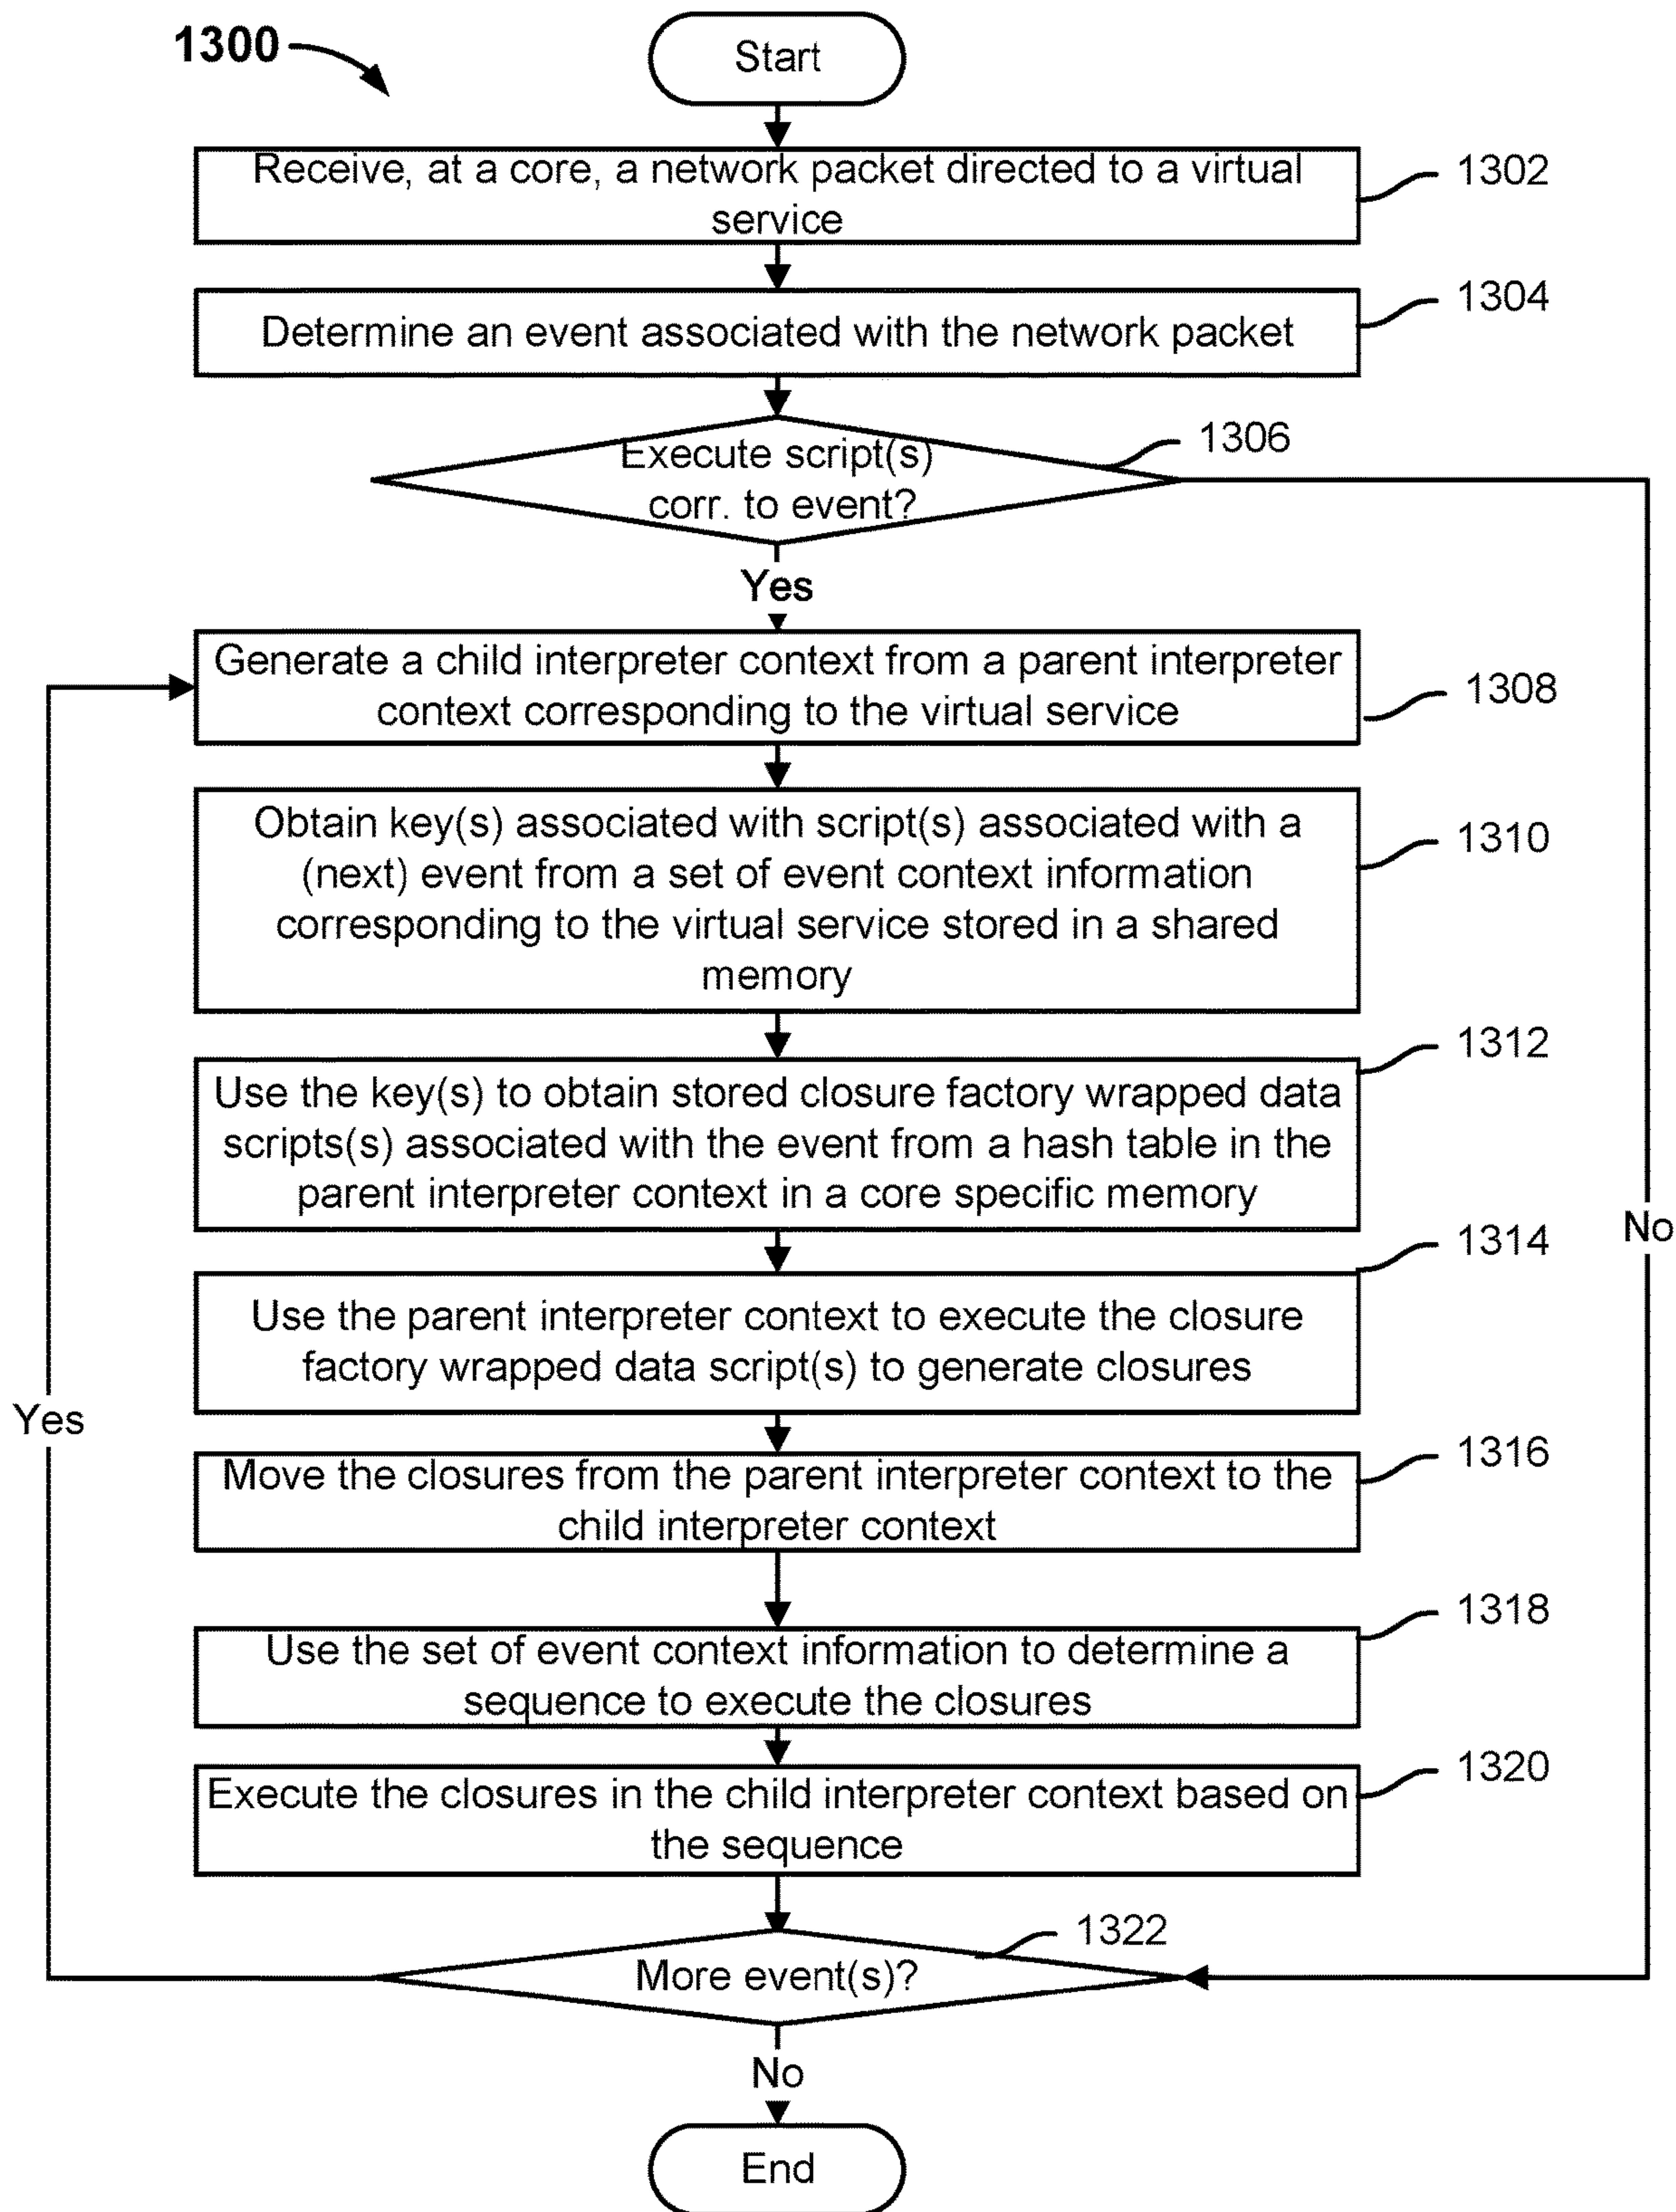 1300
Start
Receive, at a core, a network packet directed to a virtual
service
1302
Determine an event associated with the network packet
1304
Execute script(s)
corr. to event?
1306
Yes
Generate a child interpreter context from a parent interpreter
context corresponding to the virtual service
1308
Obtain key(s) associated with script(s) associated with a
(next) event from a set of event context information
corresponding to the virtual service stored in a shared
memory
1310
Use the key(s) to obtain stored closure factory wrapped data
scripts(s) associated with the event from a hash table in the
parent interpreter context in a core specific memory
1312
No
Use the parent interpreter context to execute the closure
factory wrapped data script(s) to generate closures
1314
Yes
Move the closures from the parent interpreter context to the
child interpreter context
1316
Use the set of event context information to determine a
sequence to execute the closures
1318
Execute the closures in the child interpreter context based on
the sequence
1320
More event(s)?
1322
No
End